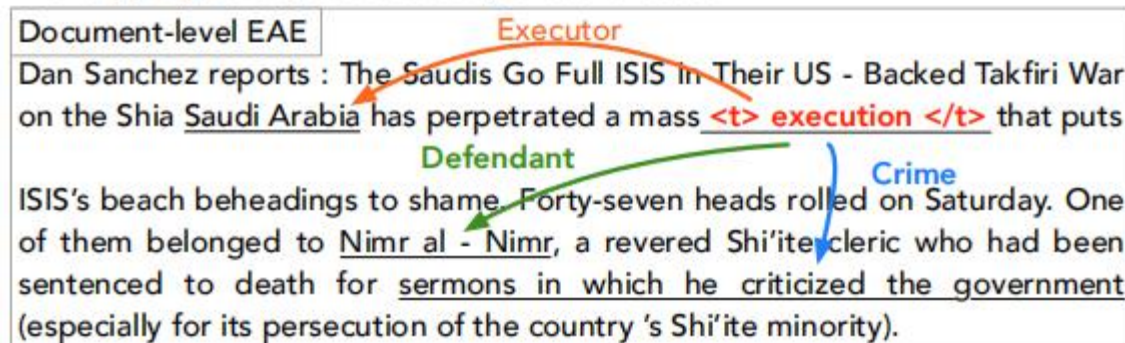 Document-level EAE
Executor
Dan Sanchez reports : The Saudis Go Full ISIS In Their US - Backed Takfiri War
on the Shia Saudi Arabia has perpetrated a mass <t> execution </t> that puts
Defendant
Crime
ISIS's beach beheadings to shame. Forty-seven heads rolled on Saturday. One
of them belonged to Nimr al - Nimr, a revered Shi'ite cleric who had been
sentenced to death for sermons in which he criticized the government
(especially for its persecution of the country 's Shi'ite minority).